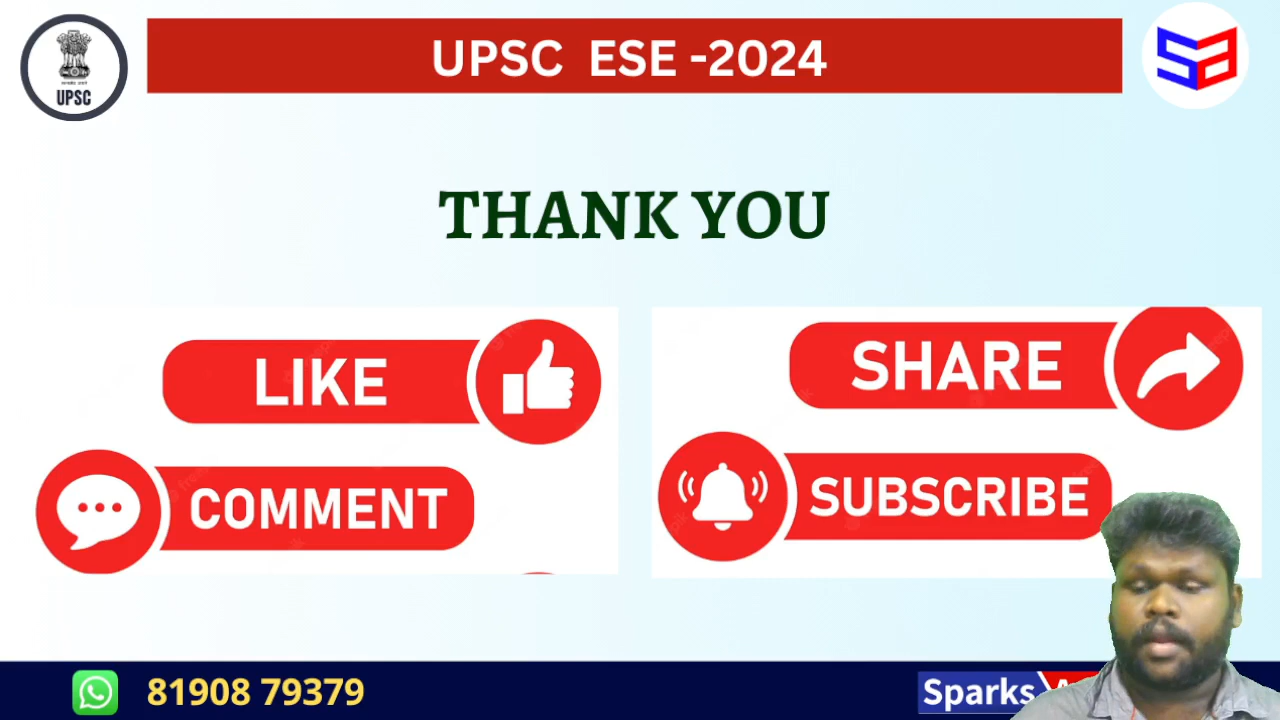 UPSC ESE -2024
UPSC
THANK YOU
LIKE
COMMENT
SHARE
SUBSCRIBE
81908 79379
Sparks